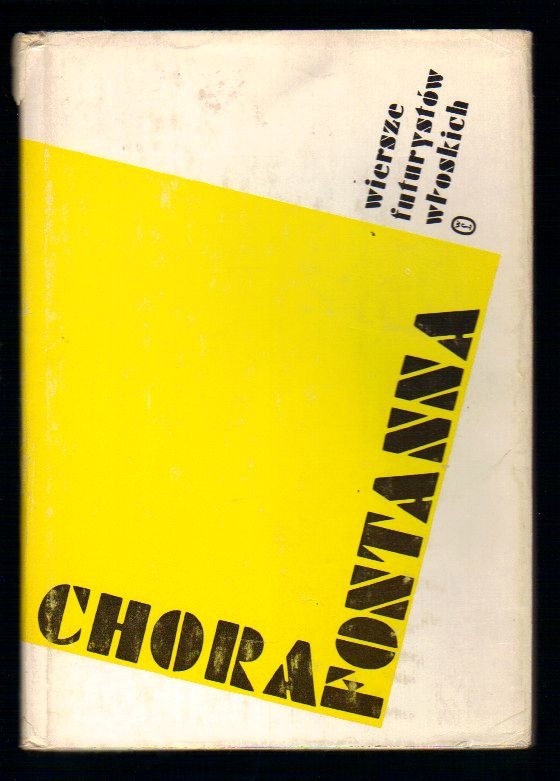 wiersze
futurystów
włoskich
CHORA
FONTANNA